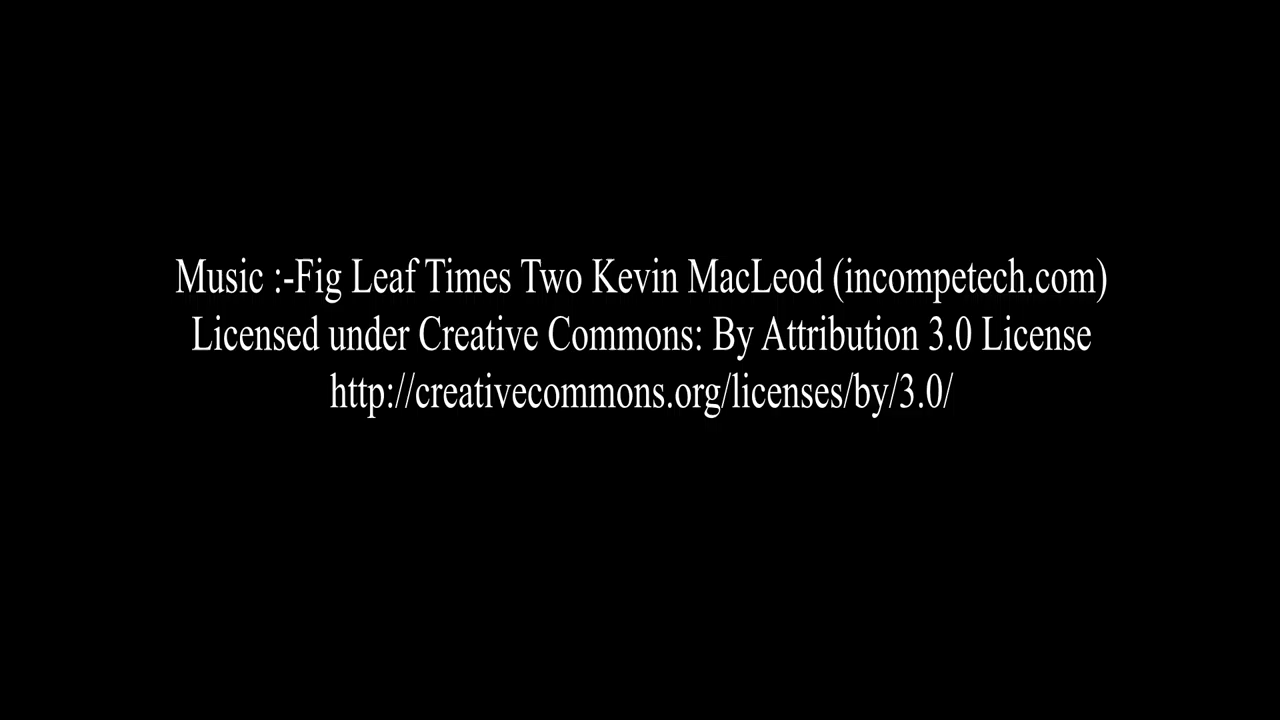 Music :-Fig Leaf Times Two Kevin MacLeod (incompetech.com)
Licensed under Creative Commons: By Attribution 3.0 License
http://creativecommons.org/licenses/by/3.0/